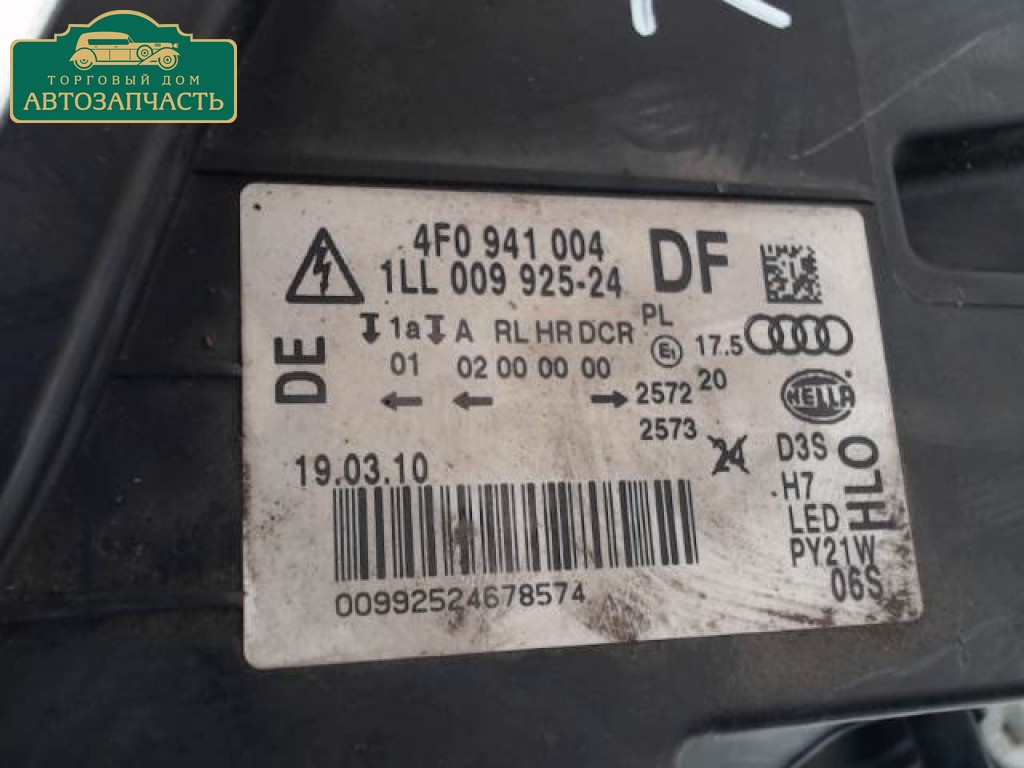 ТОРГОВЫЙ ДОМ
АВТОЗАПЧАСТЬ
4F0 941 004
DF
1LL 009 925-24
1a A RL HR DCR PL
01 02 00 00 00
E1 17.5
DE
2572 20
2573
24
HELLA
19.03.10
D3S
H7
LED
PY21W
06S
HLO
00992524678574